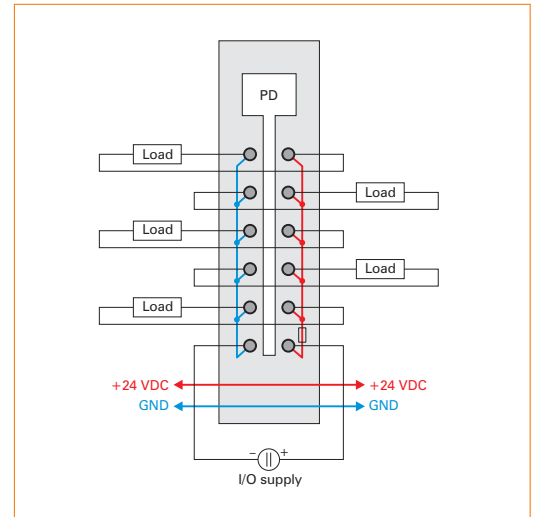 PD
Load
Load
Load
Load
Load
+24 VDC +24 VDC
GND GND
− +
I/O supply